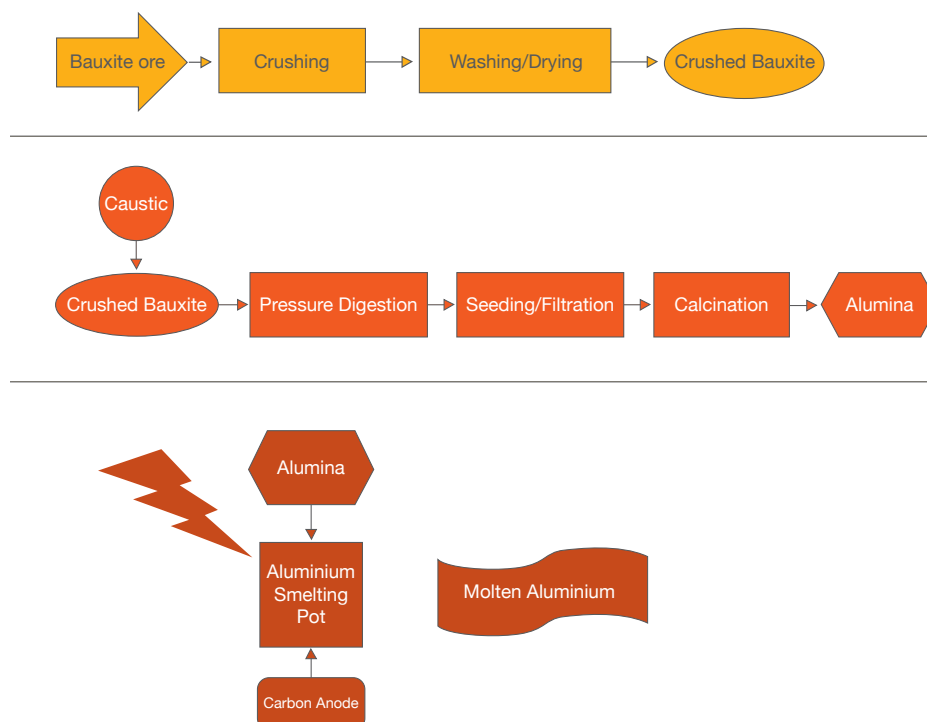 Bauxite ore
Crushing
Washing/Drying
Crushed Bauxite
Caustic
Crushed Bauxite
Pressure Digestion
Seeding/Filtration
Calcination
Alumina
Alumina
Aluminium
Smelting
Pot
Molten Aluminium
Carbon Anode